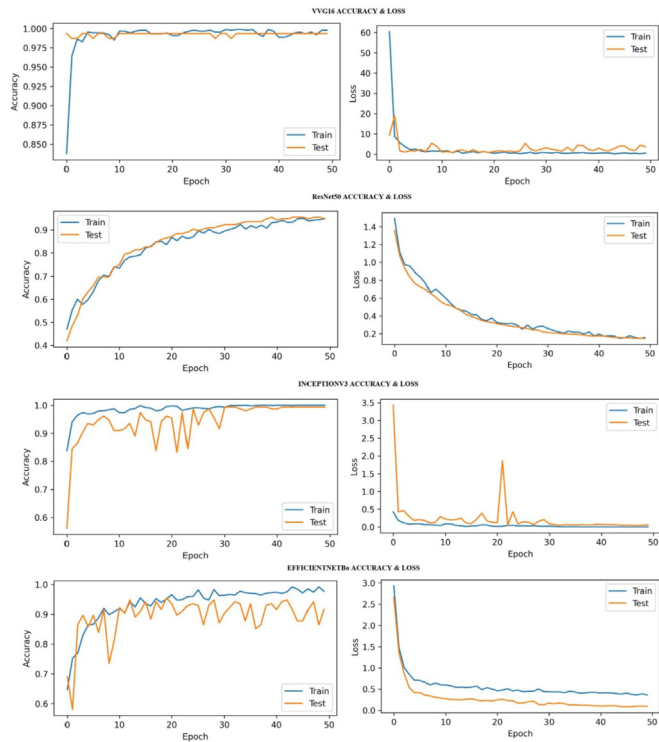 VVG16 ACCURACY & LOSS
1.000
0.975
0.950
0.925
0.900
0.875
0.850
Accuracy
0 10 20 30 40 50
Epoch
Train
Test
60
50
40
30
20
10
0
Loss
0 10 20 30 40 50
Epoch
Train
Test
ResNet50 ACCURACY & LOSS
0.9
0.8
0.7
0.6
0.5
0.4
Accuracy
0 10 20 30 40 50
Epoch
Train
Test
1.4
1.2
1.0
0.8
0.6
0.4
0.2
Loss
0 10 20 30 40 50
Epoch
Train
Test
INCEPTIONV3 ACCURACY & LOSS
1.0
0.9
0.8
0.7
0.6
Accuracy
0 10 20 30 40 50
Epoch
Train
Test
3.5
3.0
2.5
2.0
1.5
1.0
0.5
0.0
Loss
0 10 20 30 40 50
Epoch
Train
Test
EFFICIENTNETBo ACCURACY & LOSS
1.0
0.9
0.8
0.7
0.6
Accuracy
0 10 20 30 40 50
Epoch
Train
Test
3.0
2.5
2.0
1.5
1.0
0.5
0.0
Loss
0 10 20 30 40 50
Epoch
Train
Test